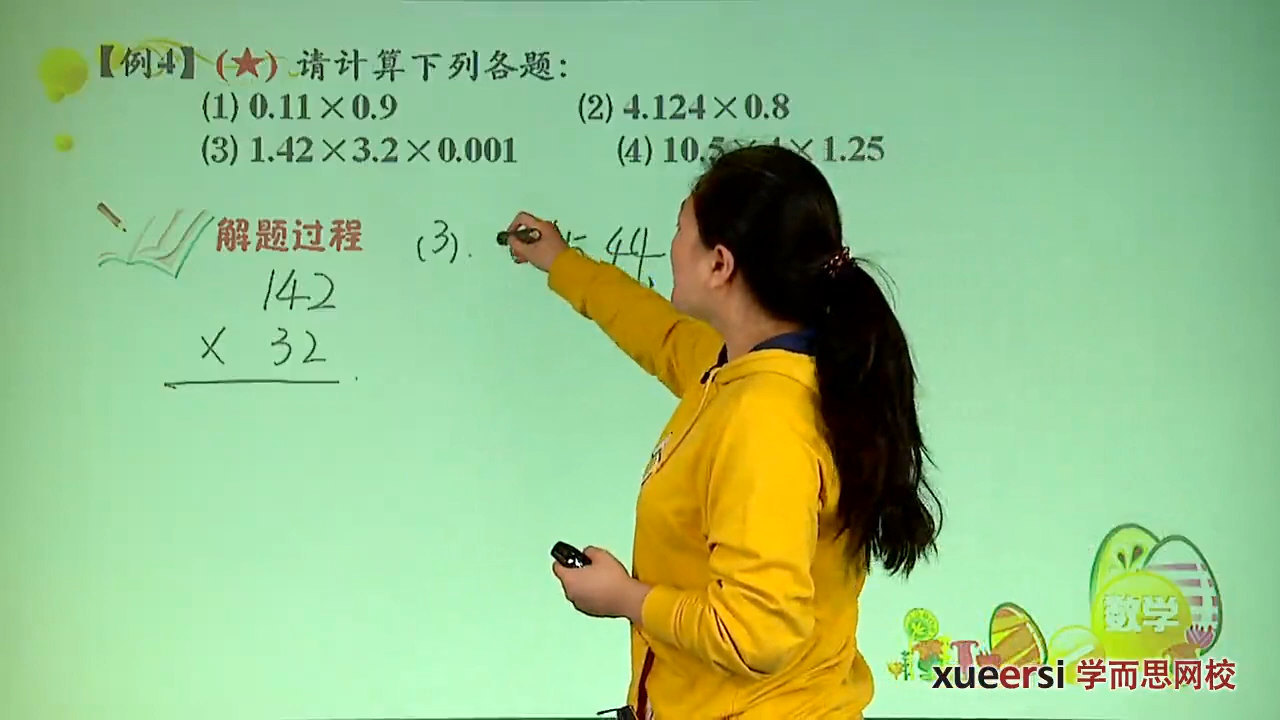 【例4】(★) 请计算下列各题:
(1) 0.11×0.9 (2) 4.124×0.8
(3) 1.42×3.2×0.001 (4) 10.5×4×1.25
解题过程 (3). 44
142
× 32
数学
xueersi 学而思网校